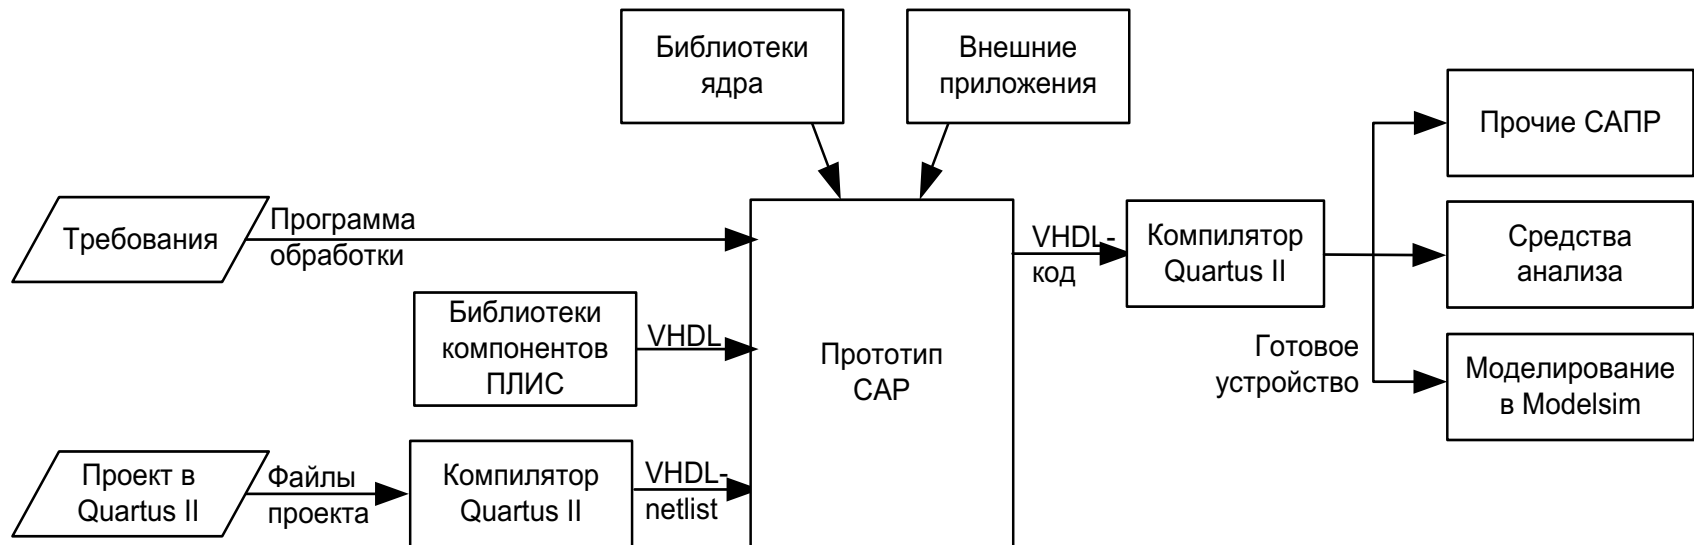 Библиотеки
ядра
Внешние
приложения
Прочие САПР
Требования
Программа
обработки
VHDL-
код
Компилятор
Quartus II
Средства
анализа
Библиотеки
компонентов
ПЛИС
VHDL
Прототип
САР
Готовое
устройство
Моделирование
в Modelsim
Проект в
Quartus II
Файлы
проекта
Компилятор
Quartus II
VHDL-
netlist